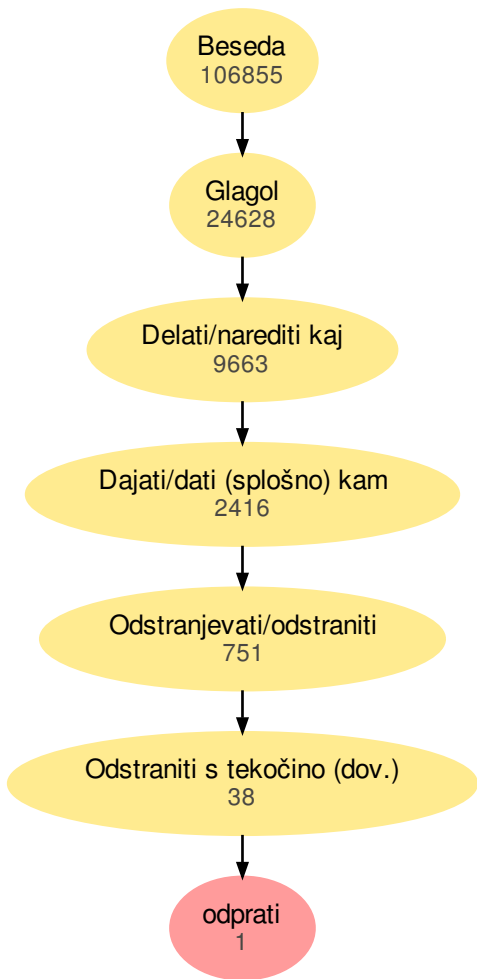 Beseda
106855
Glagol
24628
Delati/narediti kaj
9663
Dajati/dati (splošno) kam
2416
Odstranjevati/odstraniti
751
Odstraniti s tekočino (dov.)
38
odprati
1